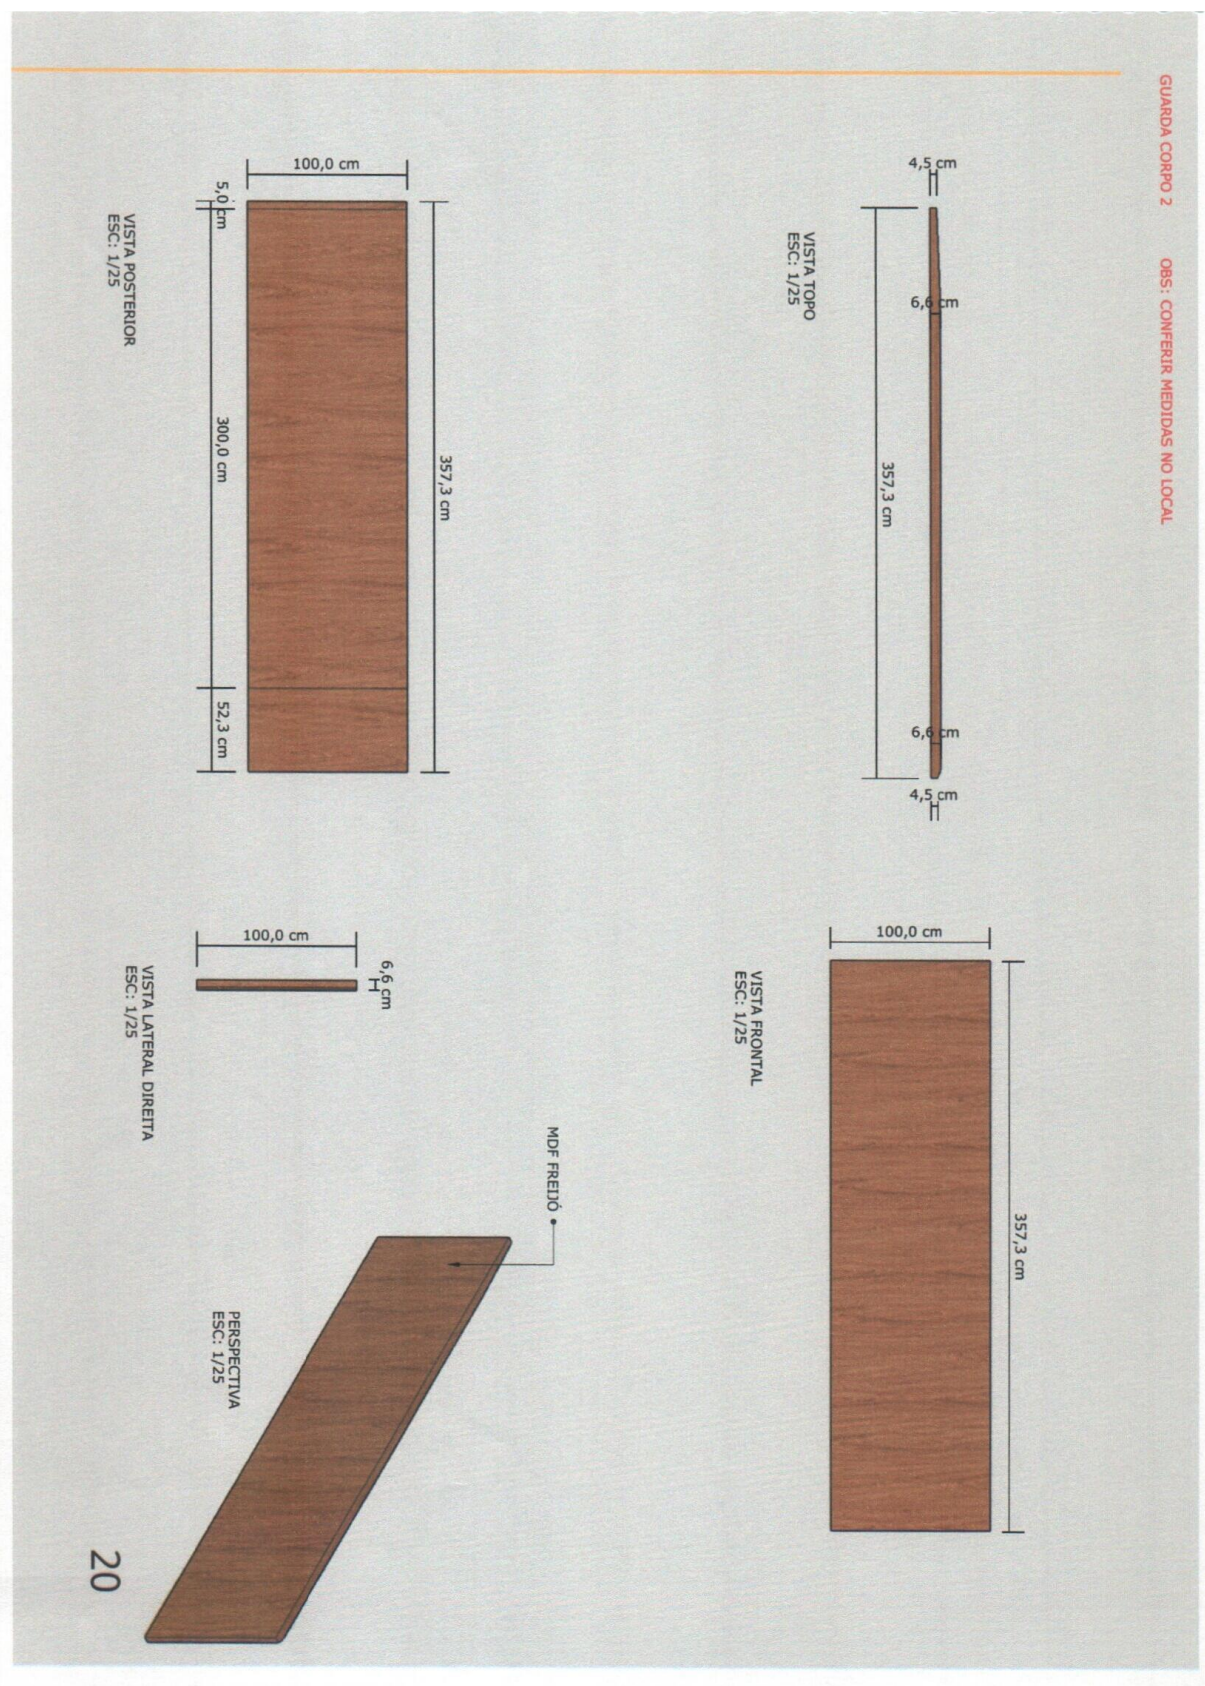 GUARDA CORPO 2 OBS: CONFERIR MEDIDAS NO LOCAL
4,5 cm
6,6 cm
6,6 cm
4,5 cm
357,3 cm
VISTA TOPO
ESC: 1/25
100,0 cm
357,3 cm
VISTA FRONTAL
ESC: 1/25
100,0 cm
357,3 cm
5,0 cm
300,0 cm
52,3 cm
VISTA POSTERIOR
ESC: 1/25
100,0 cm
6,6 cm
VISTA LATERAL DIREITA
ESC: 1/25
MDF FREIJÓ
PERSPECTIVA
ESC: 1/25
20